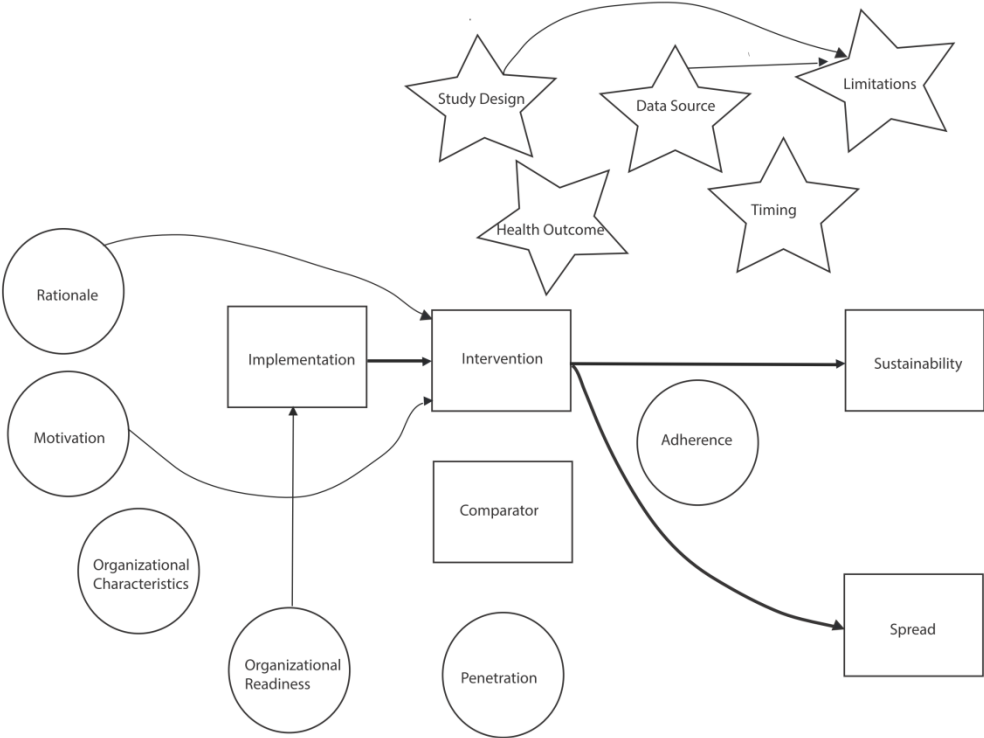 Study Design
Data Source
Limitations
Health Outcome
Timing
Rationale
Implementation
Intervention
Sustainability
Motivation
Adherence
Comparator
Organizational
Characteristics
Organizational
Readiness
Penetration
Spread